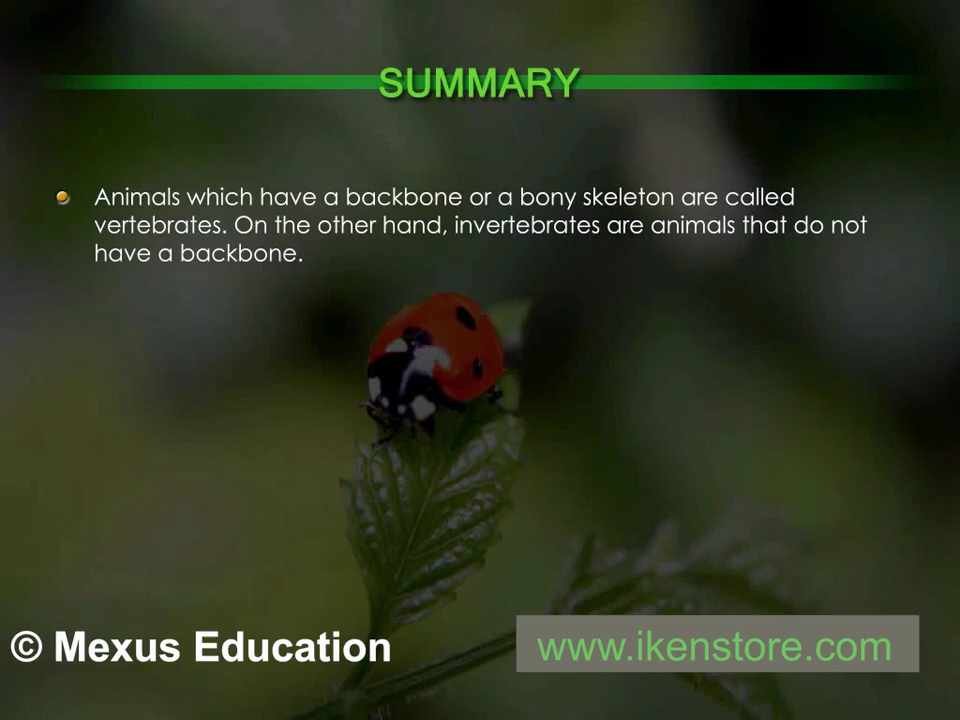 SUMMARY
Animals which have a backbone or a bony skeleton are called
vertebrates. On the other hand, invertebrates are animals that do not
have a backbone.
© Mexus Education
www.ikenstore.com